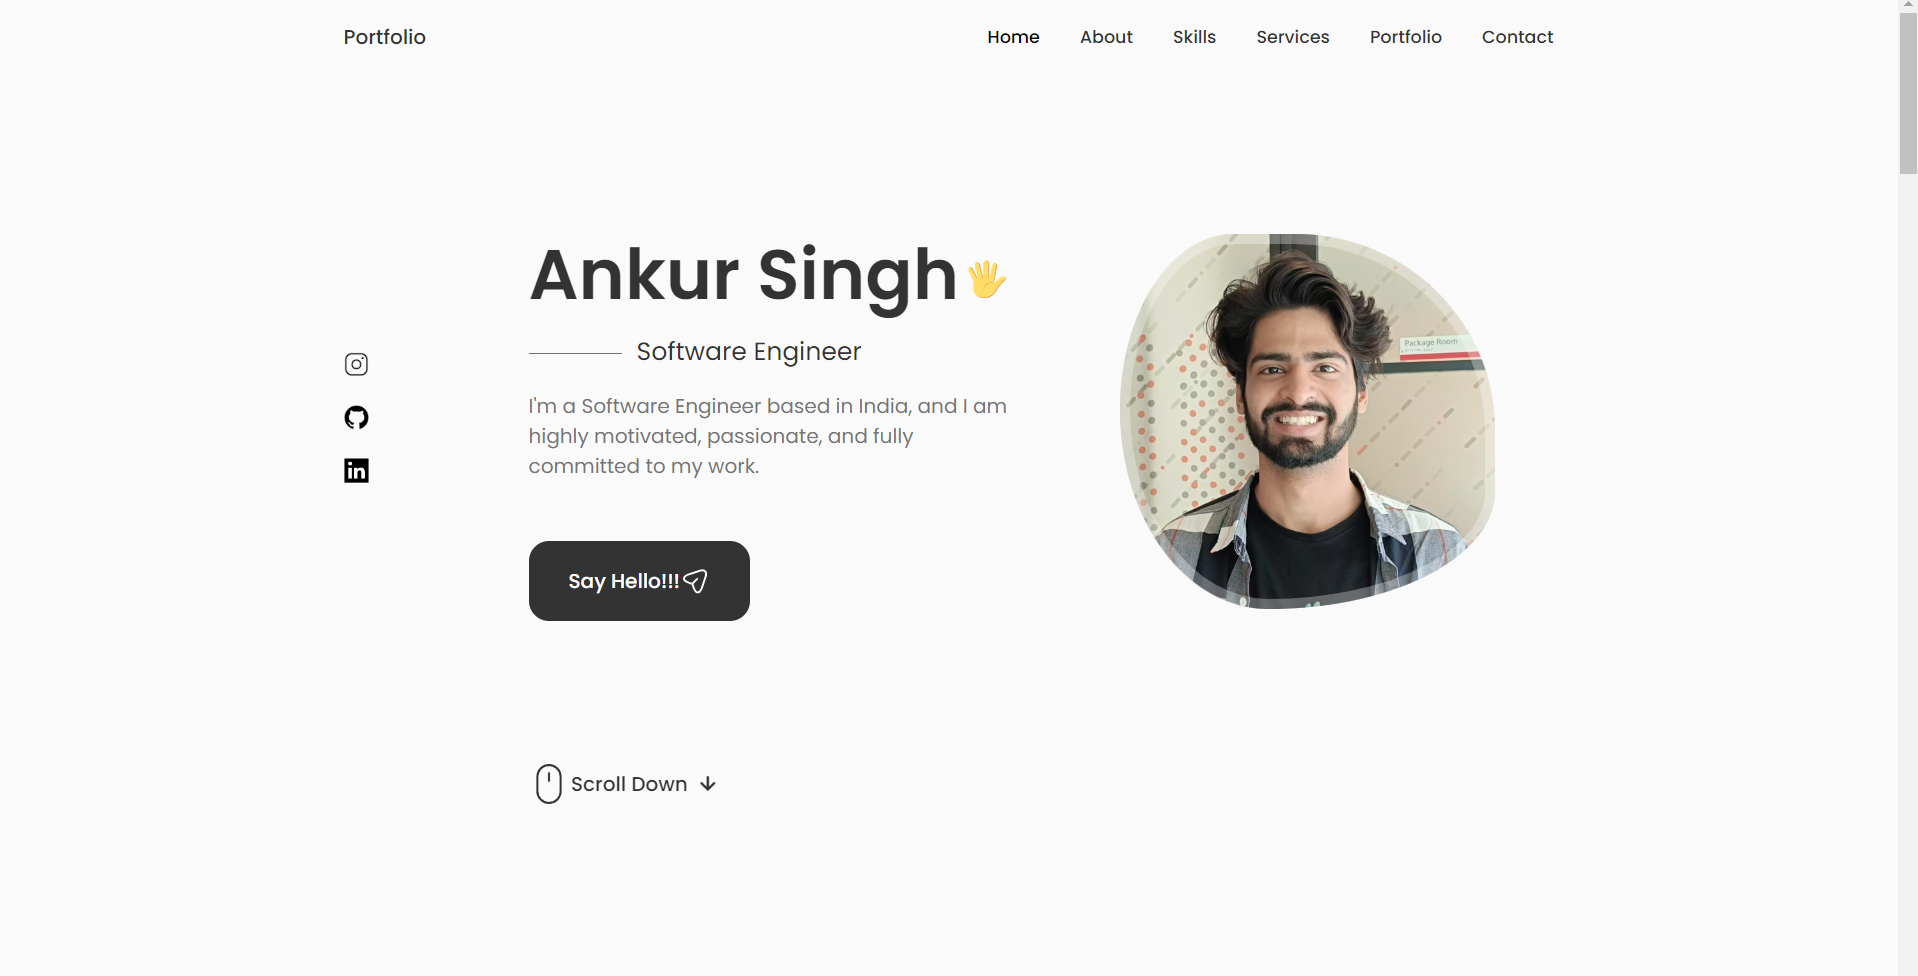 Portfolio
Home About Skills Services Portfolio Contact
Ankur Singh
Software Engineer
I'm a Software Engineer based in India, and I am
highly motivated, passionate, and fully
committed to my work.
Say Hello!!!
Package Room
in
Scroll Down